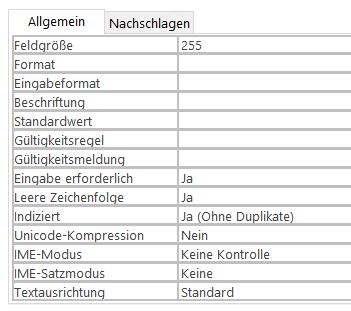 Allgemein Nachschlagen
Feldgröße 255
Format
Eingabeformat
Beschriftung
Standardwert
Gültigkeitsregel
Gültigkeitsmeldung
Eingabe erforderlich Ja
Leere Zeichenfolge Ja
Indiziert Ja (Ohne Duplikate)
Unicode-Kompression Nein
IME-Modus Keine Kontrolle
IME-Satzmodus Keine
Textausrichtung Standard